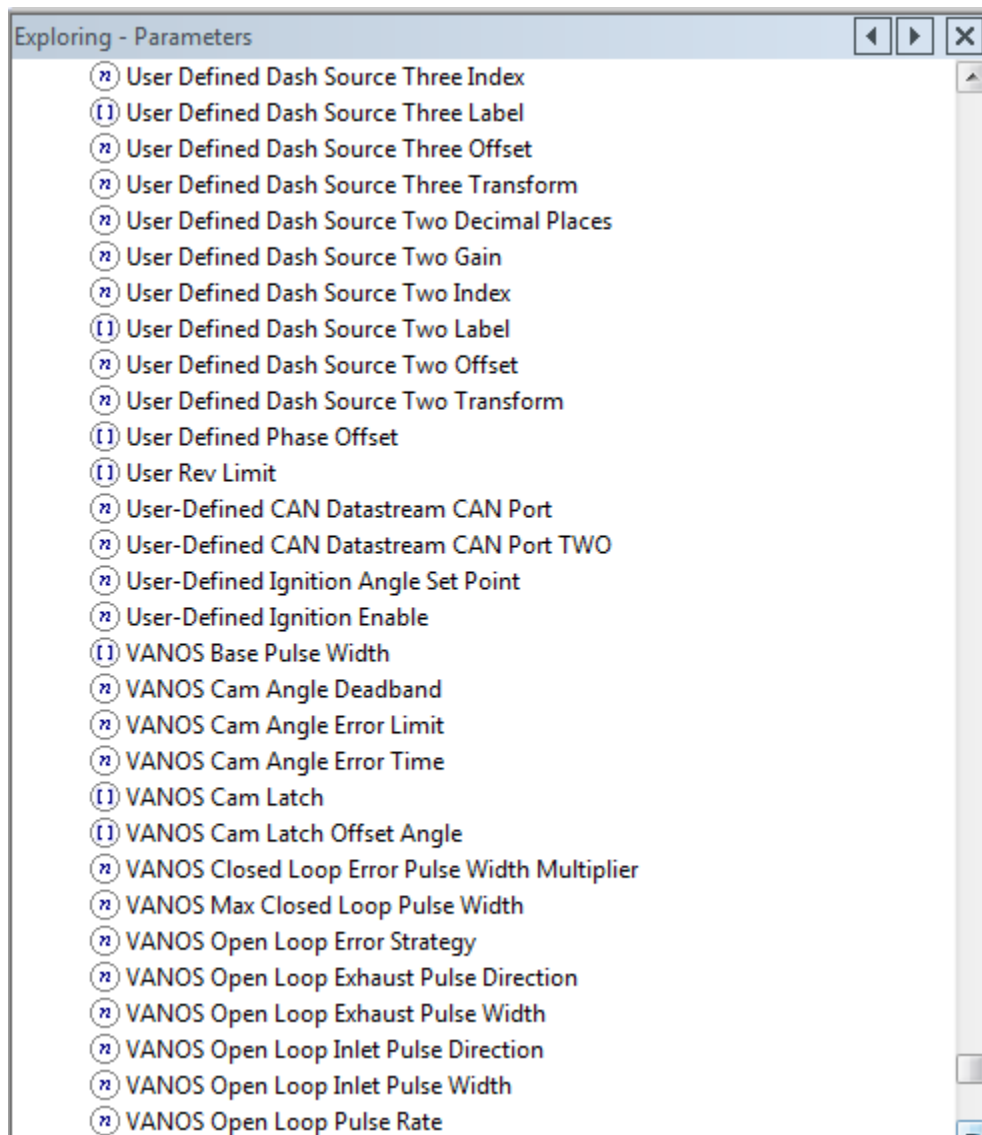 Exploring - Parameters
n User Defined Dash Source Three Index
[ ] User Defined Dash Source Three Label
n User Defined Dash Source Three Offset
n User Defined Dash Source Three Transform
n User Defined Dash Source Two Decimal Places
n User Defined Dash Source Two Gain
n User Defined Dash Source Two Index
[ ] User Defined Dash Source Two Label
n User Defined Dash Source Two Offset
n User Defined Dash Source Two Transform
[ ] User Defined Phase Offset
[ ] User Rev Limit
n User-Defined CAN Datastream CAN Port
n User-Defined CAN Datastream CAN Port TWO
n User-Defined Ignition Angle Set Point
n User-Defined Ignition Enable
[ ] VANOS Base Pulse Width
n VANOS Cam Angle Deadband
n VANOS Cam Angle Error Limit
n VANOS Cam Angle Error Time
[ ] VANOS Cam Latch
[ ] VANOS Cam Latch Offset Angle
n VANOS Closed Loop Error Pulse Width Multiplier
n VANOS Max Closed Loop Pulse Width
n VANOS Open Loop Error Strategy
n VANOS Open Loop Exhaust Pulse Direction
n VANOS Open Loop Exhaust Pulse Width
n VANOS Open Loop Inlet Pulse Direction
n VANOS Open Loop Inlet Pulse Width
n VANOS Open Loop Pulse Rate